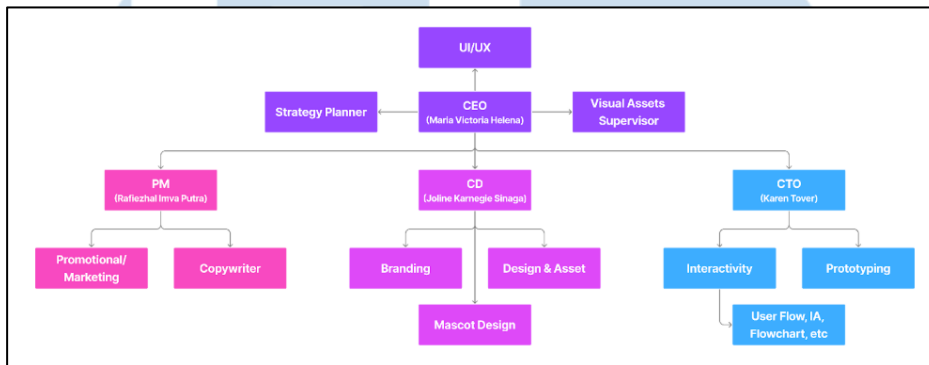 UI/UX
Strategy Planner
CEO
(Maria Victoria Helena)
Visual Assets
Supervisor
PM
(Rafiezhal Imva Putra)
CD
(Joline Karnegie Sinaga)
CTO
(Karen Tover)
Promotional/
Marketing
Copywriter
Branding
Design & Asset
Interactivity
Prototyping
Mascot Design
User Flow, IA,
Flowchart, etc